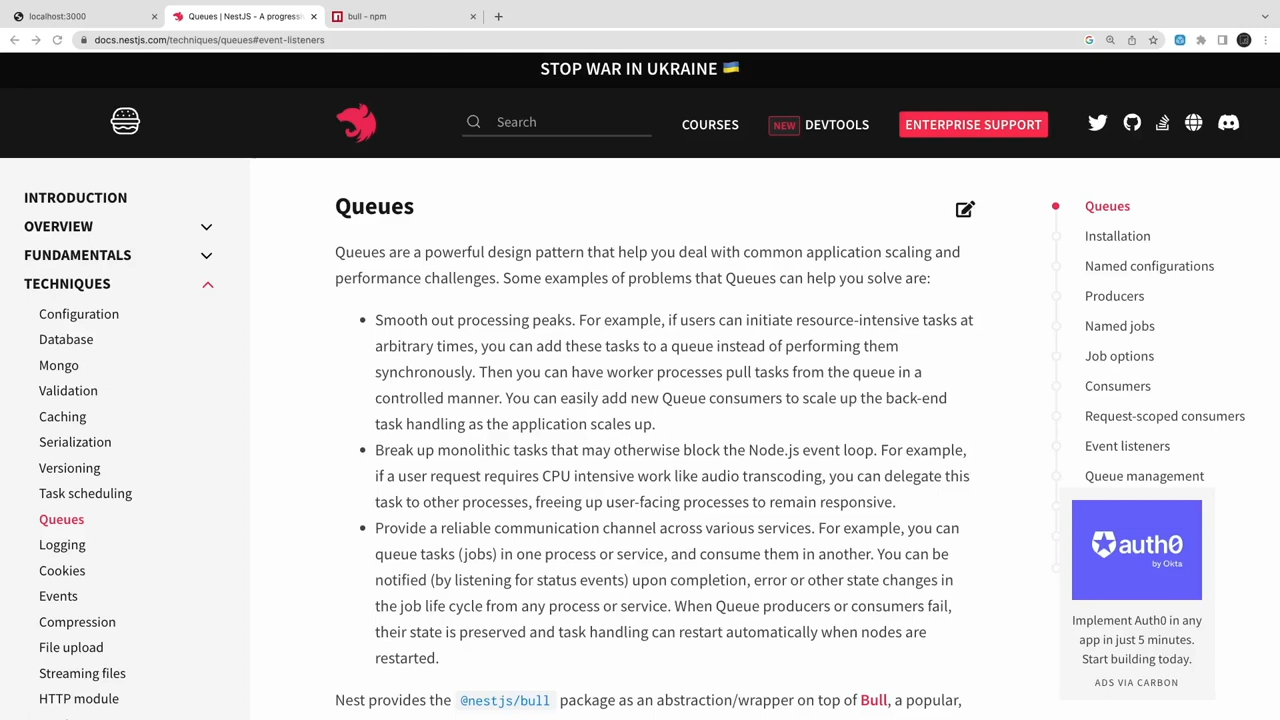 localhost:3000
Queues | NestJS - A progressi
bull - npm
docs.nestjs.com/techniques/queues#event-listeners
STOP WAR IN UKRAINE 🇺🇦
Search
COURSES
NEW DEVTOOLS
ENTERPRISE SUPPORT
INTRODUCTION
OVERVIEW
FUNDAMENTALS
TECHNIQUES
Configuration
Database
Mongo
Validation
Caching
Serialization
Versioning
Task scheduling
Queues
Logging
Cookies
Events
Compression
File upload
Streaming files
HTTP module
Queues
Queues are a powerful design pattern that help you deal with common application scaling and
performance challenges. Some examples of problems that Queues can help you solve are:
• Smooth out processing peaks. For example, if users can initiate resource-intensive tasks at
arbitrary times, you can add these tasks to a queue instead of performing them
synchronously. Then you can have worker processes pull tasks from the queue in a
controlled manner. You can easily add new Queue consumers to scale up the back-end
task handling as the application scales up.
• Break up monolithic tasks that may otherwise block the Node.js event loop. For example,
if a user request requires CPU intensive work like audio transcoding, you can delegate this
task to other processes, freeing up user-facing processes to remain responsive.
• Provide a reliable communication channel across various services. For example, you can
queue tasks (jobs) in one process or service, and consume them in another. You can be
notified (by listening for status events) upon completion, error or other state changes in
the job life cycle from any process or service. When Queue producers or consumers fail,
their state is preserved and task handling can restart automatically when nodes are
restarted.
Nest provides the @nestjs/bull package as an abstraction/wrapper on top of Bull, a popular,
Queues
Installation
Named configurations
Producers
Named jobs
Job options
Consumers
Request-scoped consumers
Event listeners
Queue management
auth0
by Okta
Implement Auth0 in any
app in just 5 minutes.
Start building today.
ADS VIA CARBON